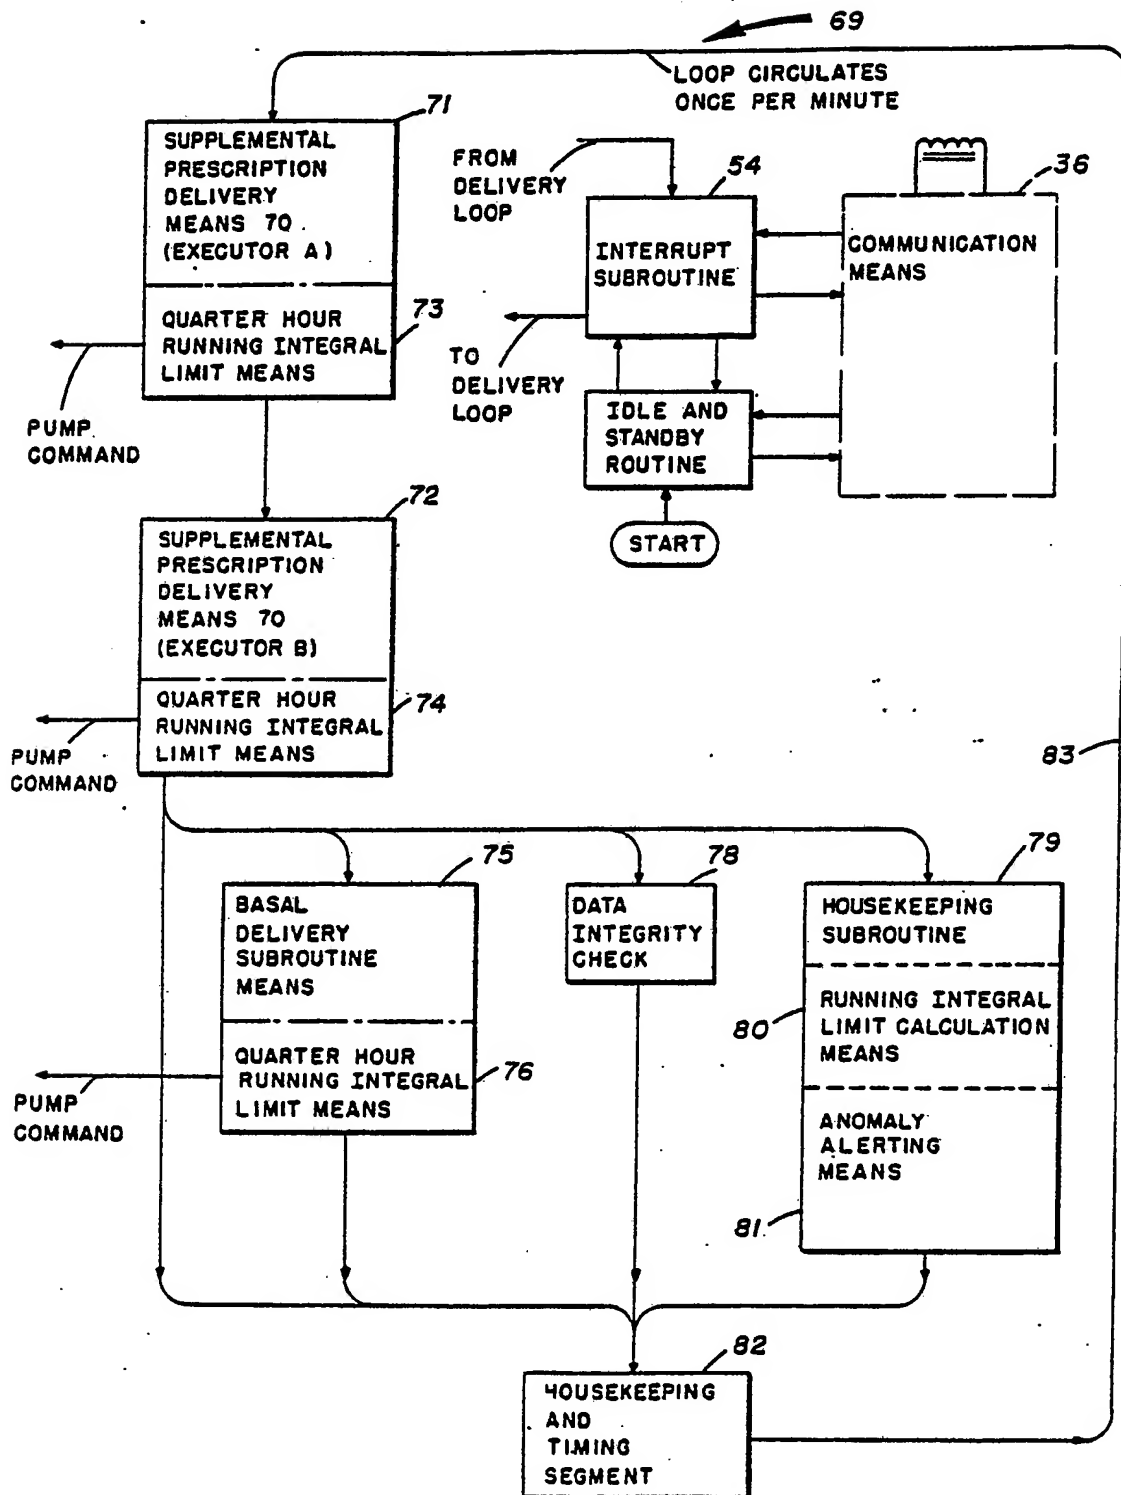 69
LOOP CIRCULATES
ONCE PER MINUTE
71
SUPPLEMENTAL
PRESCRIPTION
DELIVERY
MEANS 70
(EXECUTOR A)
QUARTER HOUR
RUNNING INTEGRAL
LIMIT MEANS
73
PUMP
COMMAND
FROM
DELIVERY
LOOP
54
INTERRUPT
SUBROUTINE
36
COMMUNICATION
MEANS
TO
DELIVERY
LOOP
IDLE AND
STANDBY
ROUTINE
START
72
SUPPLEMENTAL
PRESCRIPTION
DELIVERY
MEANS 70
(EXECUTOR B)
QUARTER HOUR
RUNNING INTEGRAL
LIMIT MEANS
74
PUMP
COMMAND
83
75
BASAL
DELIVERY
SUBROUTINE
MEANS
QUARTER HOUR
RUNNING INTEGRAL
LIMIT MEANS
76
PUMP
COMMAND
78
DATA
INTEGRITY
CHECK
79
HOUSEKEEPING
SUBROUTINE
80
RUNNING INTEGRAL
LIMIT CALCULATION
MEANS
ANOMALY
ALERTING
MEANS
81
82
HOUSEKEEPING
AND
TIMING
SEGMENT